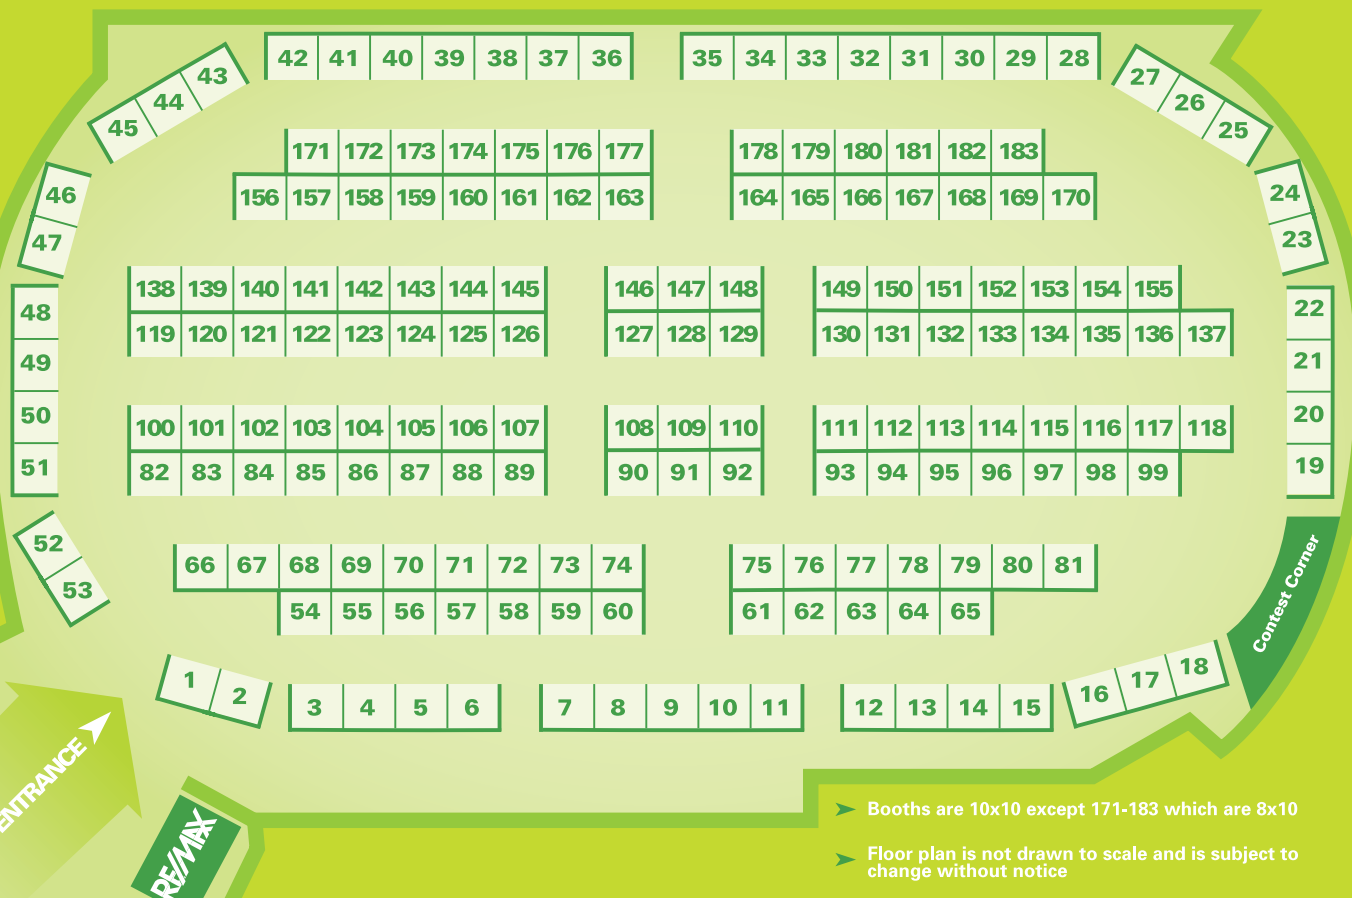 42 41 40 39 38 37 36 35 34 33 32 31 30 29 28
43 27
44 26
45 25
171 172 173 174 175 176 177 178 179 180 181 182 183
156 157 158 159 160 161 162 163 164 165 166 167 168 169 170
46 24
47 23
138 139 140 141 142 143 144 145 146 147 148 149 150 151 152 153 154 155
48 22
119 120 121 122 123 124 125 126 127 128 129 130 131 132 133 134 135 136 137
49 21
50 20
100 101 102 103 104 105 106 107 108 109 110 111 112 113 114 115 116 117 118
51 19
82 83 84 85 86 87 88 89 90 91 92 93 94 95 96 97 98 99
52
53
66 67 68 69 70 71 72 73 74 75 76 77 78 79 80 81
54 55 56 57 58 59 60 61 62 63 64 65
Contest Corner
1 2 3 4 5 6 7 8 9 10 11 12 13 14 15 16 17 18
ENTRANCE
RE/MAX
Booths are 10x10 except 171-183 which are 8x10
Floor plan is not drawn to scale and is subject to
change without notice